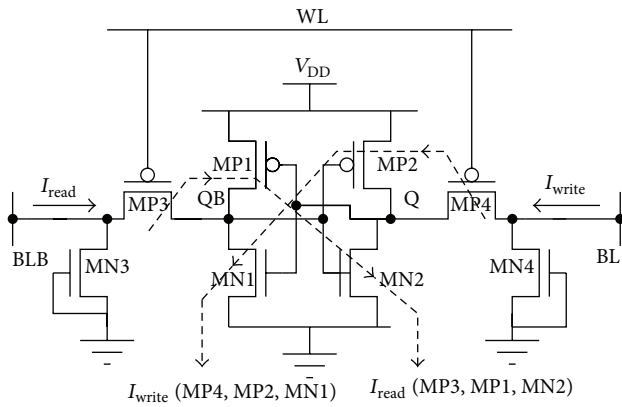 WL
V_DD
I_read
MP1
MP2
I_write
MP3
QB
Q
MP4
BLB
MN3
MN1
MN2
MN4
BL
I_write (MP4, MP2, MN1)
I_read (MP3, MP1, MN2)